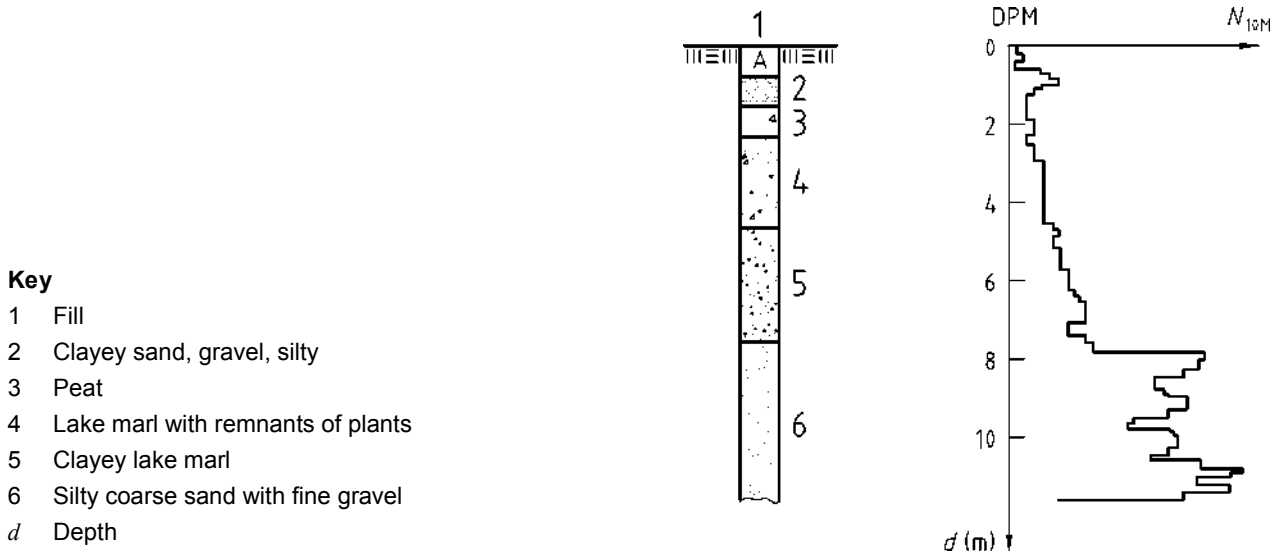 Key
1 Fill
2 Clayey sand, gravel, silty
3 Peat
4 Lake marl with remnants of plants
5 Clayey lake marl
6 Silty coarse sand with fine gravel
d Depth
1
A
2
3
4
5
6
DPM
N10M
0
2
4
6
8
10
d (m)